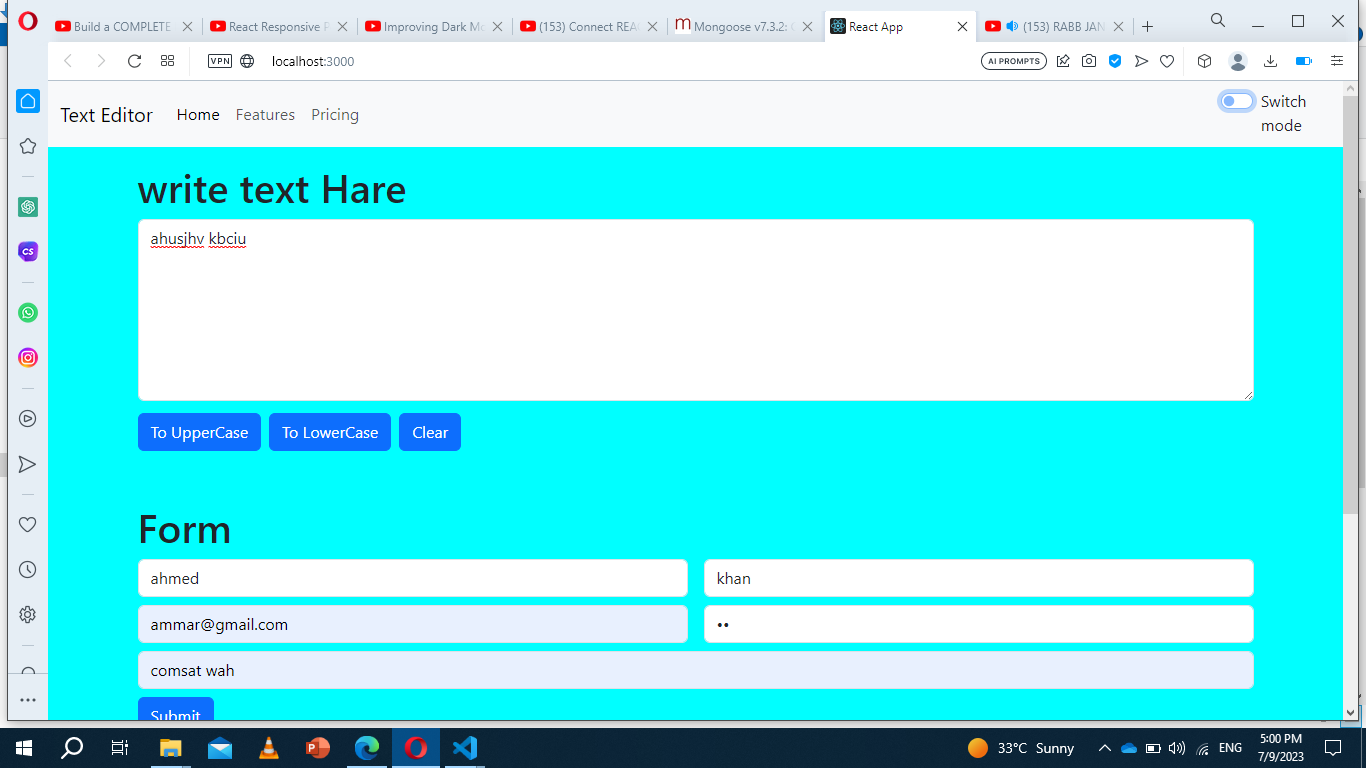 Build a COMPLETE
React Responsive P
Improving Dark Mo
(153) Connect REA
Mongoose v7.3.2:
React App
(153) RABB JAN
VPN
localhost:3000
AI PROMPTS
Text Editor
Home
Features
Pricing
Switch
mode
write text Hare
ahusjhv kbciu
To UpperCase
To LowerCase
Clear
Form
ahmed
khan
ammar@gmail.com
••
comsat wah
Submit
CS
33°C Sunny
ENG
5:00 PM
7/9/2023